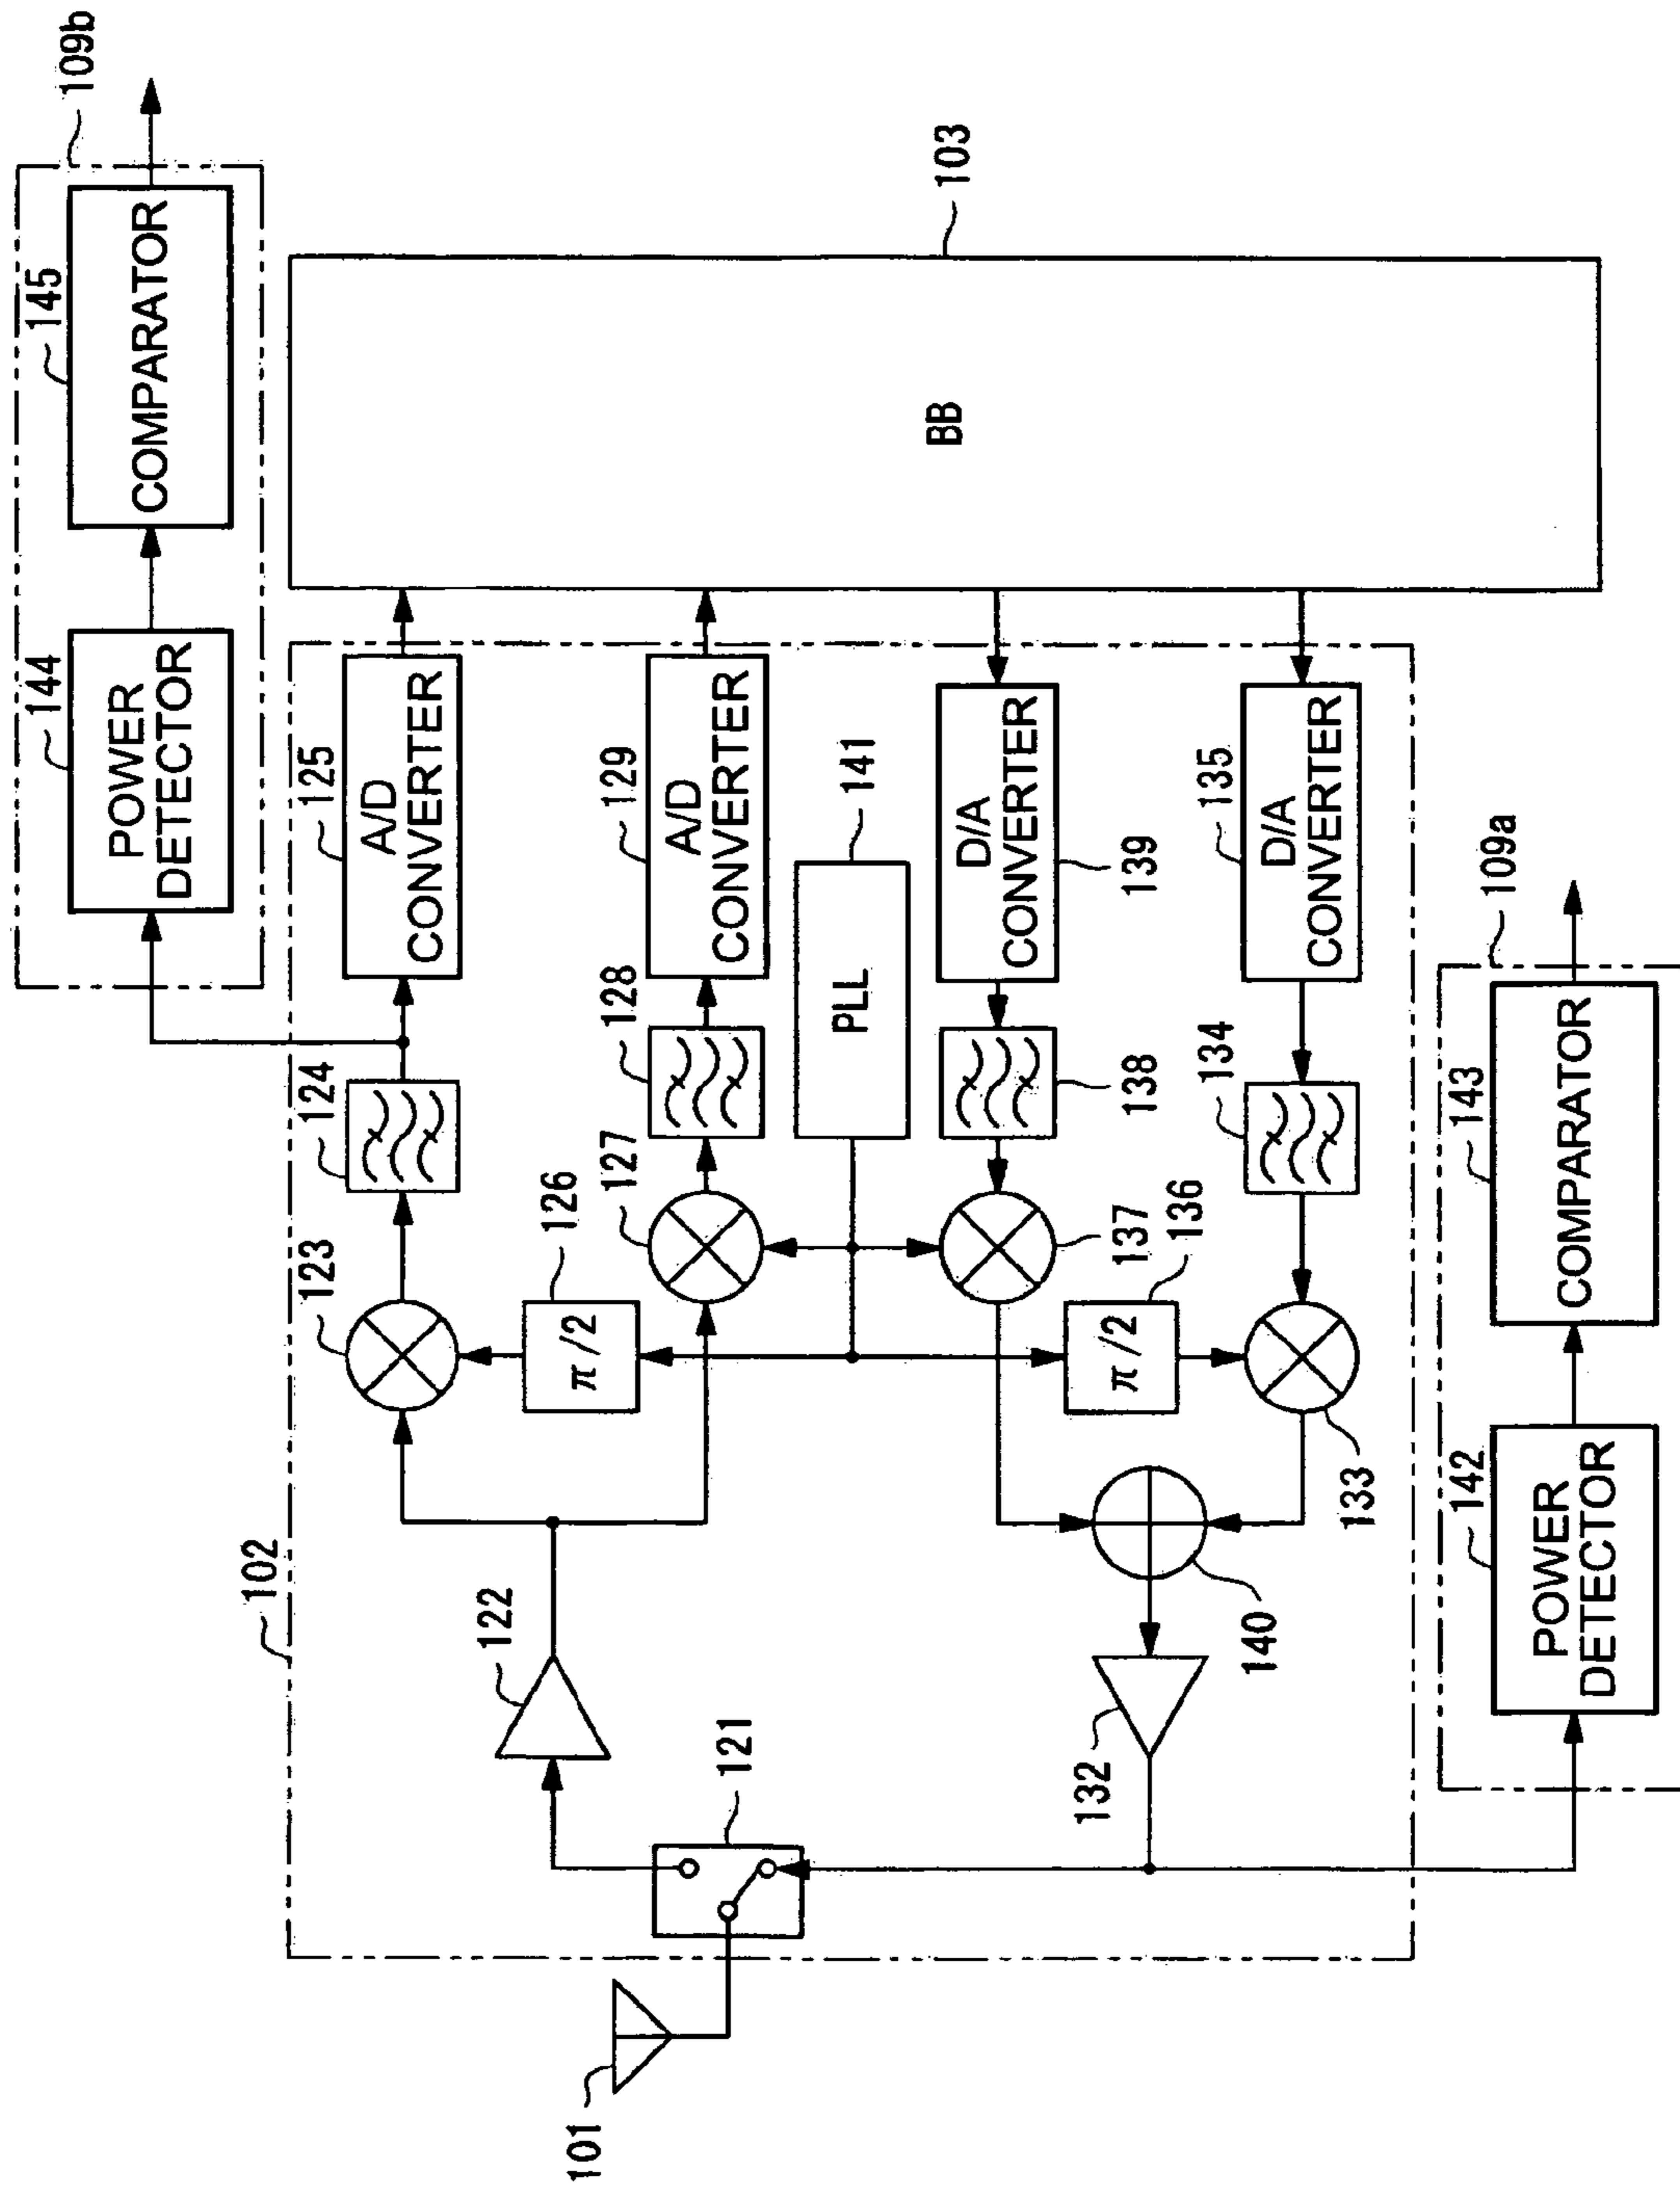 109b
145
COMPARATOR
144
POWER
DETECTOR
103
BB
102
125
A/D
CONVERTER
124
123
129
A/D
CONVERTER
128
127
126
π/2
122
141
PLL
121
101
139
D/A
CONVERTER
138
137
136
π/2
135
D/A
CONVERTER
134
133
140
132
109a
143
COMPARATOR
142
POWER
DETECTOR